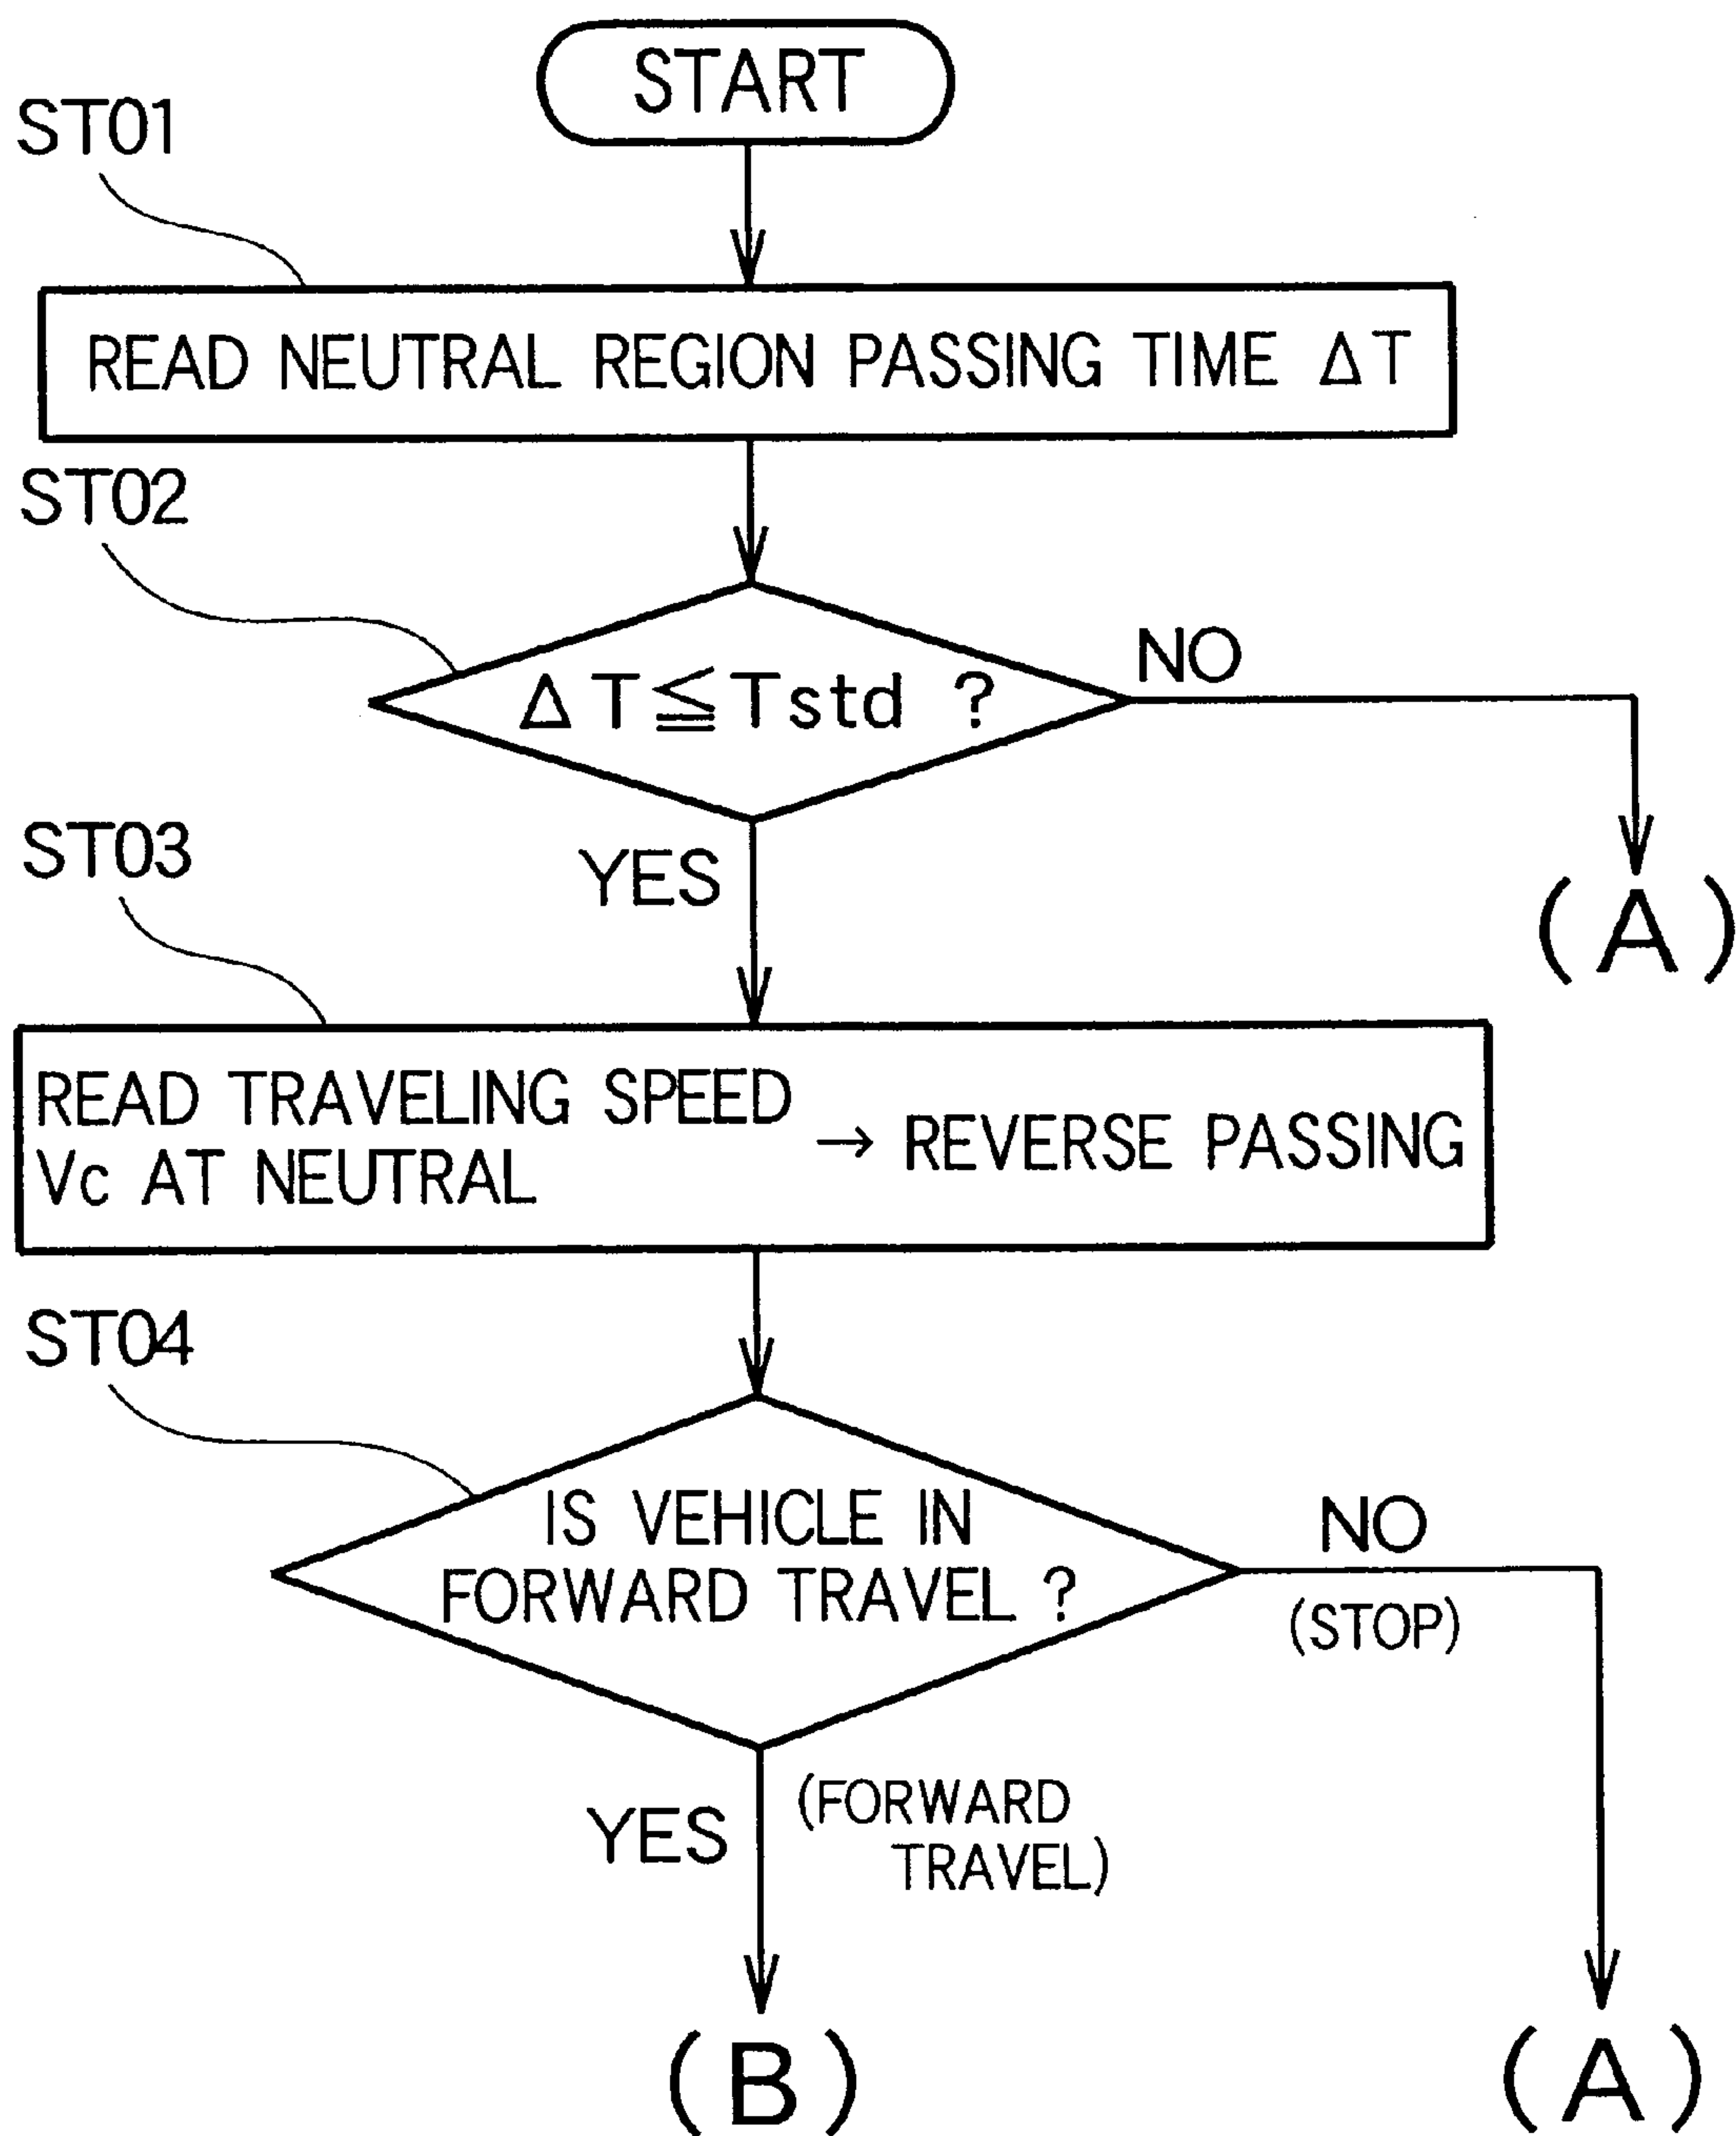 START
ST01
READ NEUTRAL REGION PASSING TIME ΔT
ST02
ΔT≦Tstd ?
NO
YES
(A)
ST03
READ TRAVELING SPEED
Vc AT NEUTRAL
→ REVERSE PASSING
ST04
IS VEHICLE IN
FORWARD TRAVEL ?
NO
(STOP)
YES
(FORWARD
TRAVEL)
(B)
(A)